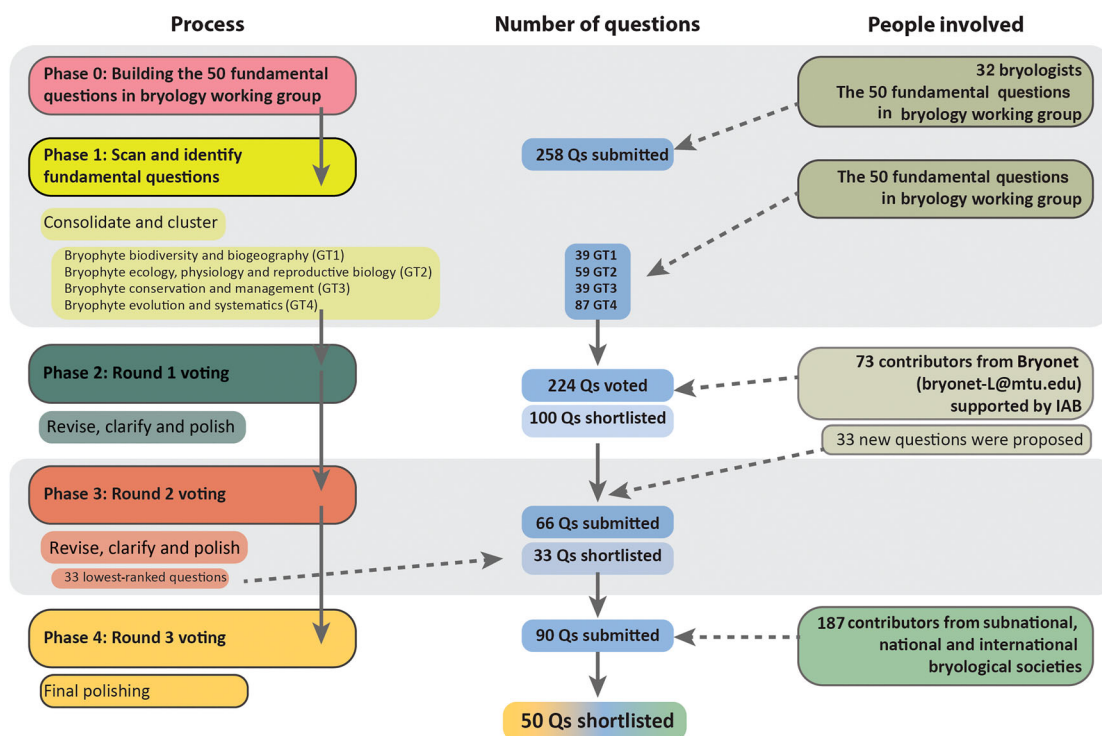 Process
Number of questions
People involved
Phase 0: Building the 50 fundamental
questions in bryology working group
32 bryologists
The 50 fundamental questions
in bryology working group
Phase 1: Scan and identify
fundamental questions
258 Qs submitted
The 50 fundamental questions
in bryology working group
Consolidate and cluster
Bryophyte biodiversity and biogeography (GT1)
Bryophyte ecology, physiology and reproductive biology (GT2)
Bryophyte conservation and management (GT3)
Bryophyte evolution and systematics (GT4)
39 GT1
59 GT2
39 GT3
87 GT4
Phase 2: Round 1 voting
Revise, clarify and polish
224 Qs voted
100 Qs shortlisted
73 contributors from Bryonet
(bryonet-L@mtu.edu)
supported by IAB
33 new questions were proposed
Phase 3: Round 2 voting
Revise, clarify and polish
33 lowest-ranked questions
66 Qs submitted
33 Qs shortlisted
Phase 4: Round 3 voting
Final polishing
90 Qs submitted
187 contributors from subnational,
national and international
bryological societies
50 Qs shortlisted